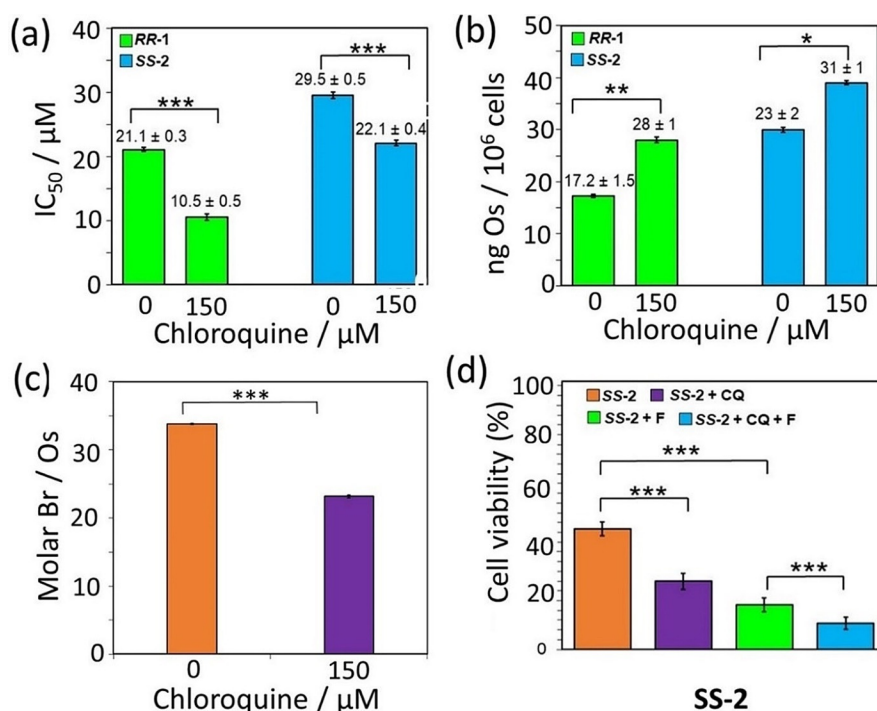 (a)
40
30
20
10
0
IC50 / μM
RR-1
SS-2
***
***
21.1 ± 0.3
10.5 ± 0.5
29.5 ± 0.5
22.1 ± 0.4
0 150 0 150
Chloroquine / μM
(b)
50
40
30
20
10
0
ng Os / 10⁶ cells
RR-1
SS-2
**
*
17.2 ± 1.5
28 ± 1
23 ± 2
31 ± 1
0 150 0 150
Chloroquine / μM
(c)
40
30
20
10
0
Molar Br / Os
***
0 150
Chloroquine / μM
(d)
100
80
60
40
20
0
Cell viability (%)
SS-2 SS-2 + CQ
SS-2 + F SS-2 + CQ + F
***
***
***
SS-2